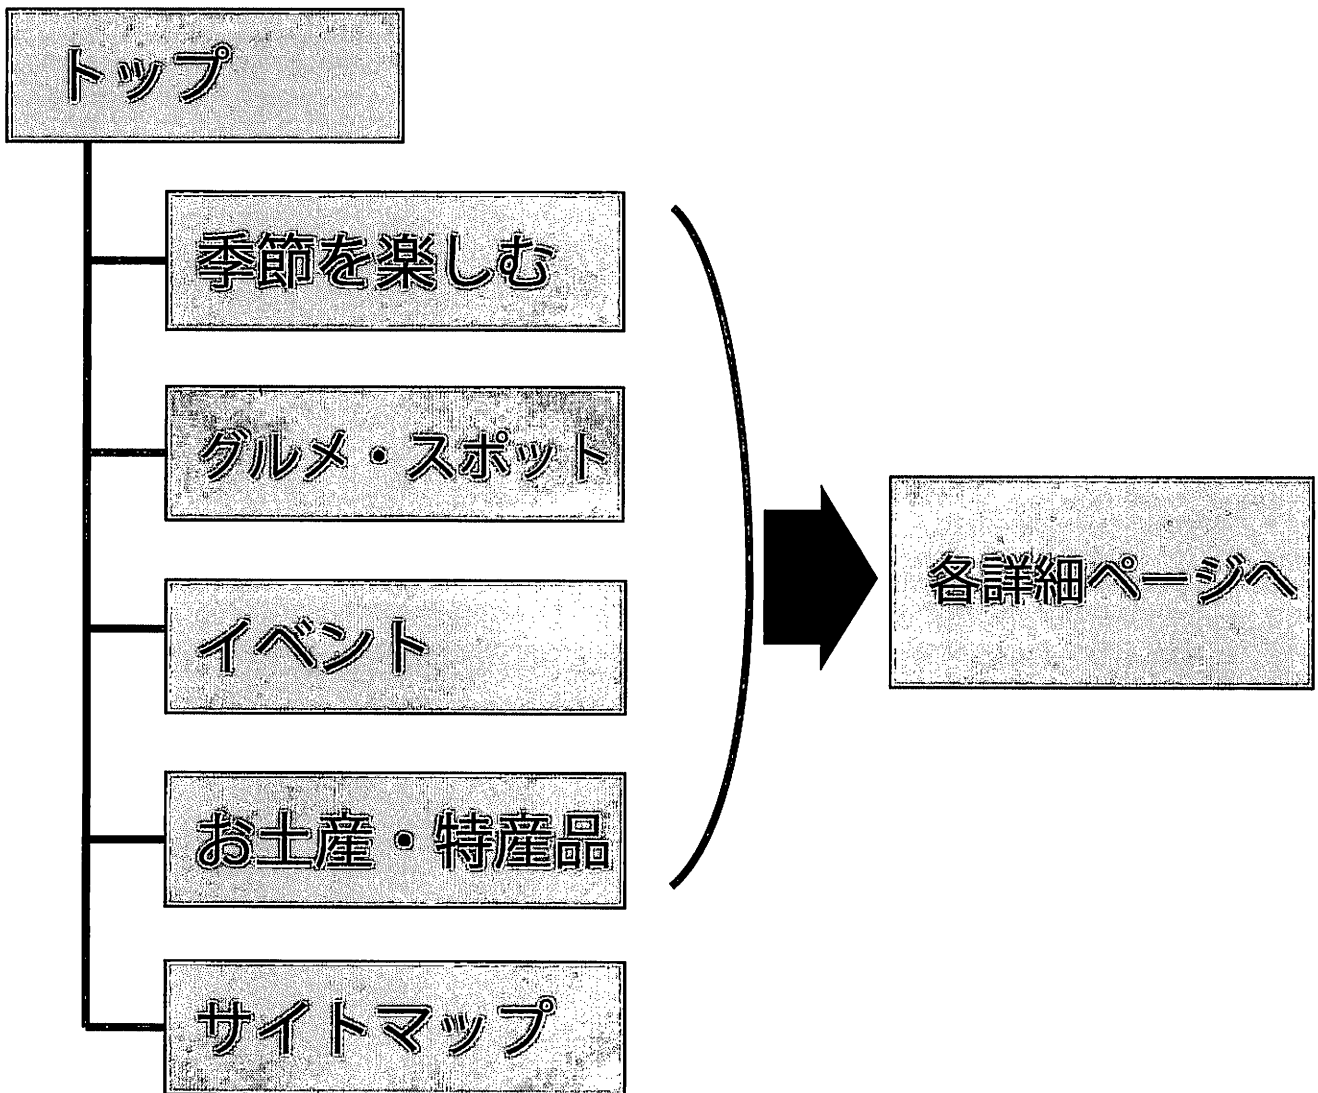 トップ
季節を楽しむ
グルメ・スポット
イベント
お土産・特産品
サイトマップ
各詳細ページへ